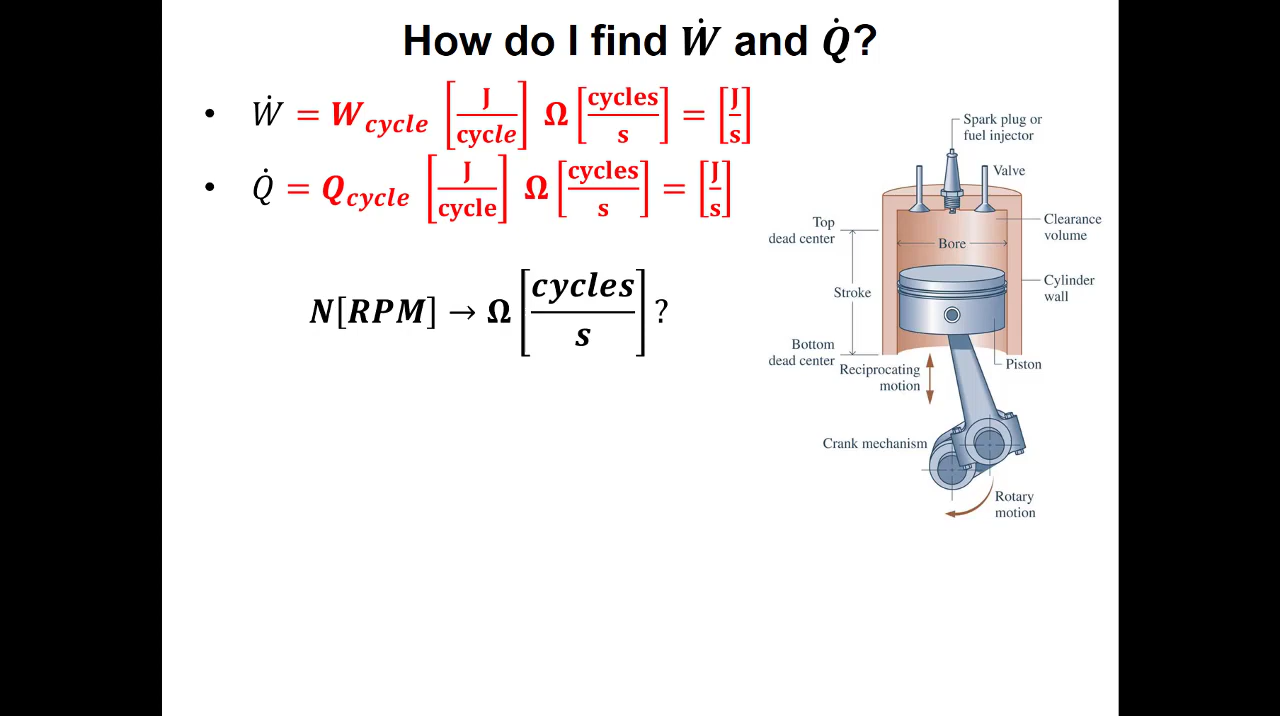 How do I find Ẇ and Q̇?
• Ẇ = W_cycle [J/cycle] Ω [cycles/s] = [J/s]
• Q̇ = Q_cycle [J/cycle] Ω [cycles/s] = [J/s]
N[RPM] → Ω [cycles/s] ?
Spark plug or
fuel injector
Valve
Top
dead center
Clearance
volume
Bore
Stroke
Cylinder
wall
Bottom
dead center
Reciprocating
motion
Piston
Crank mechanism
Rotary
motion